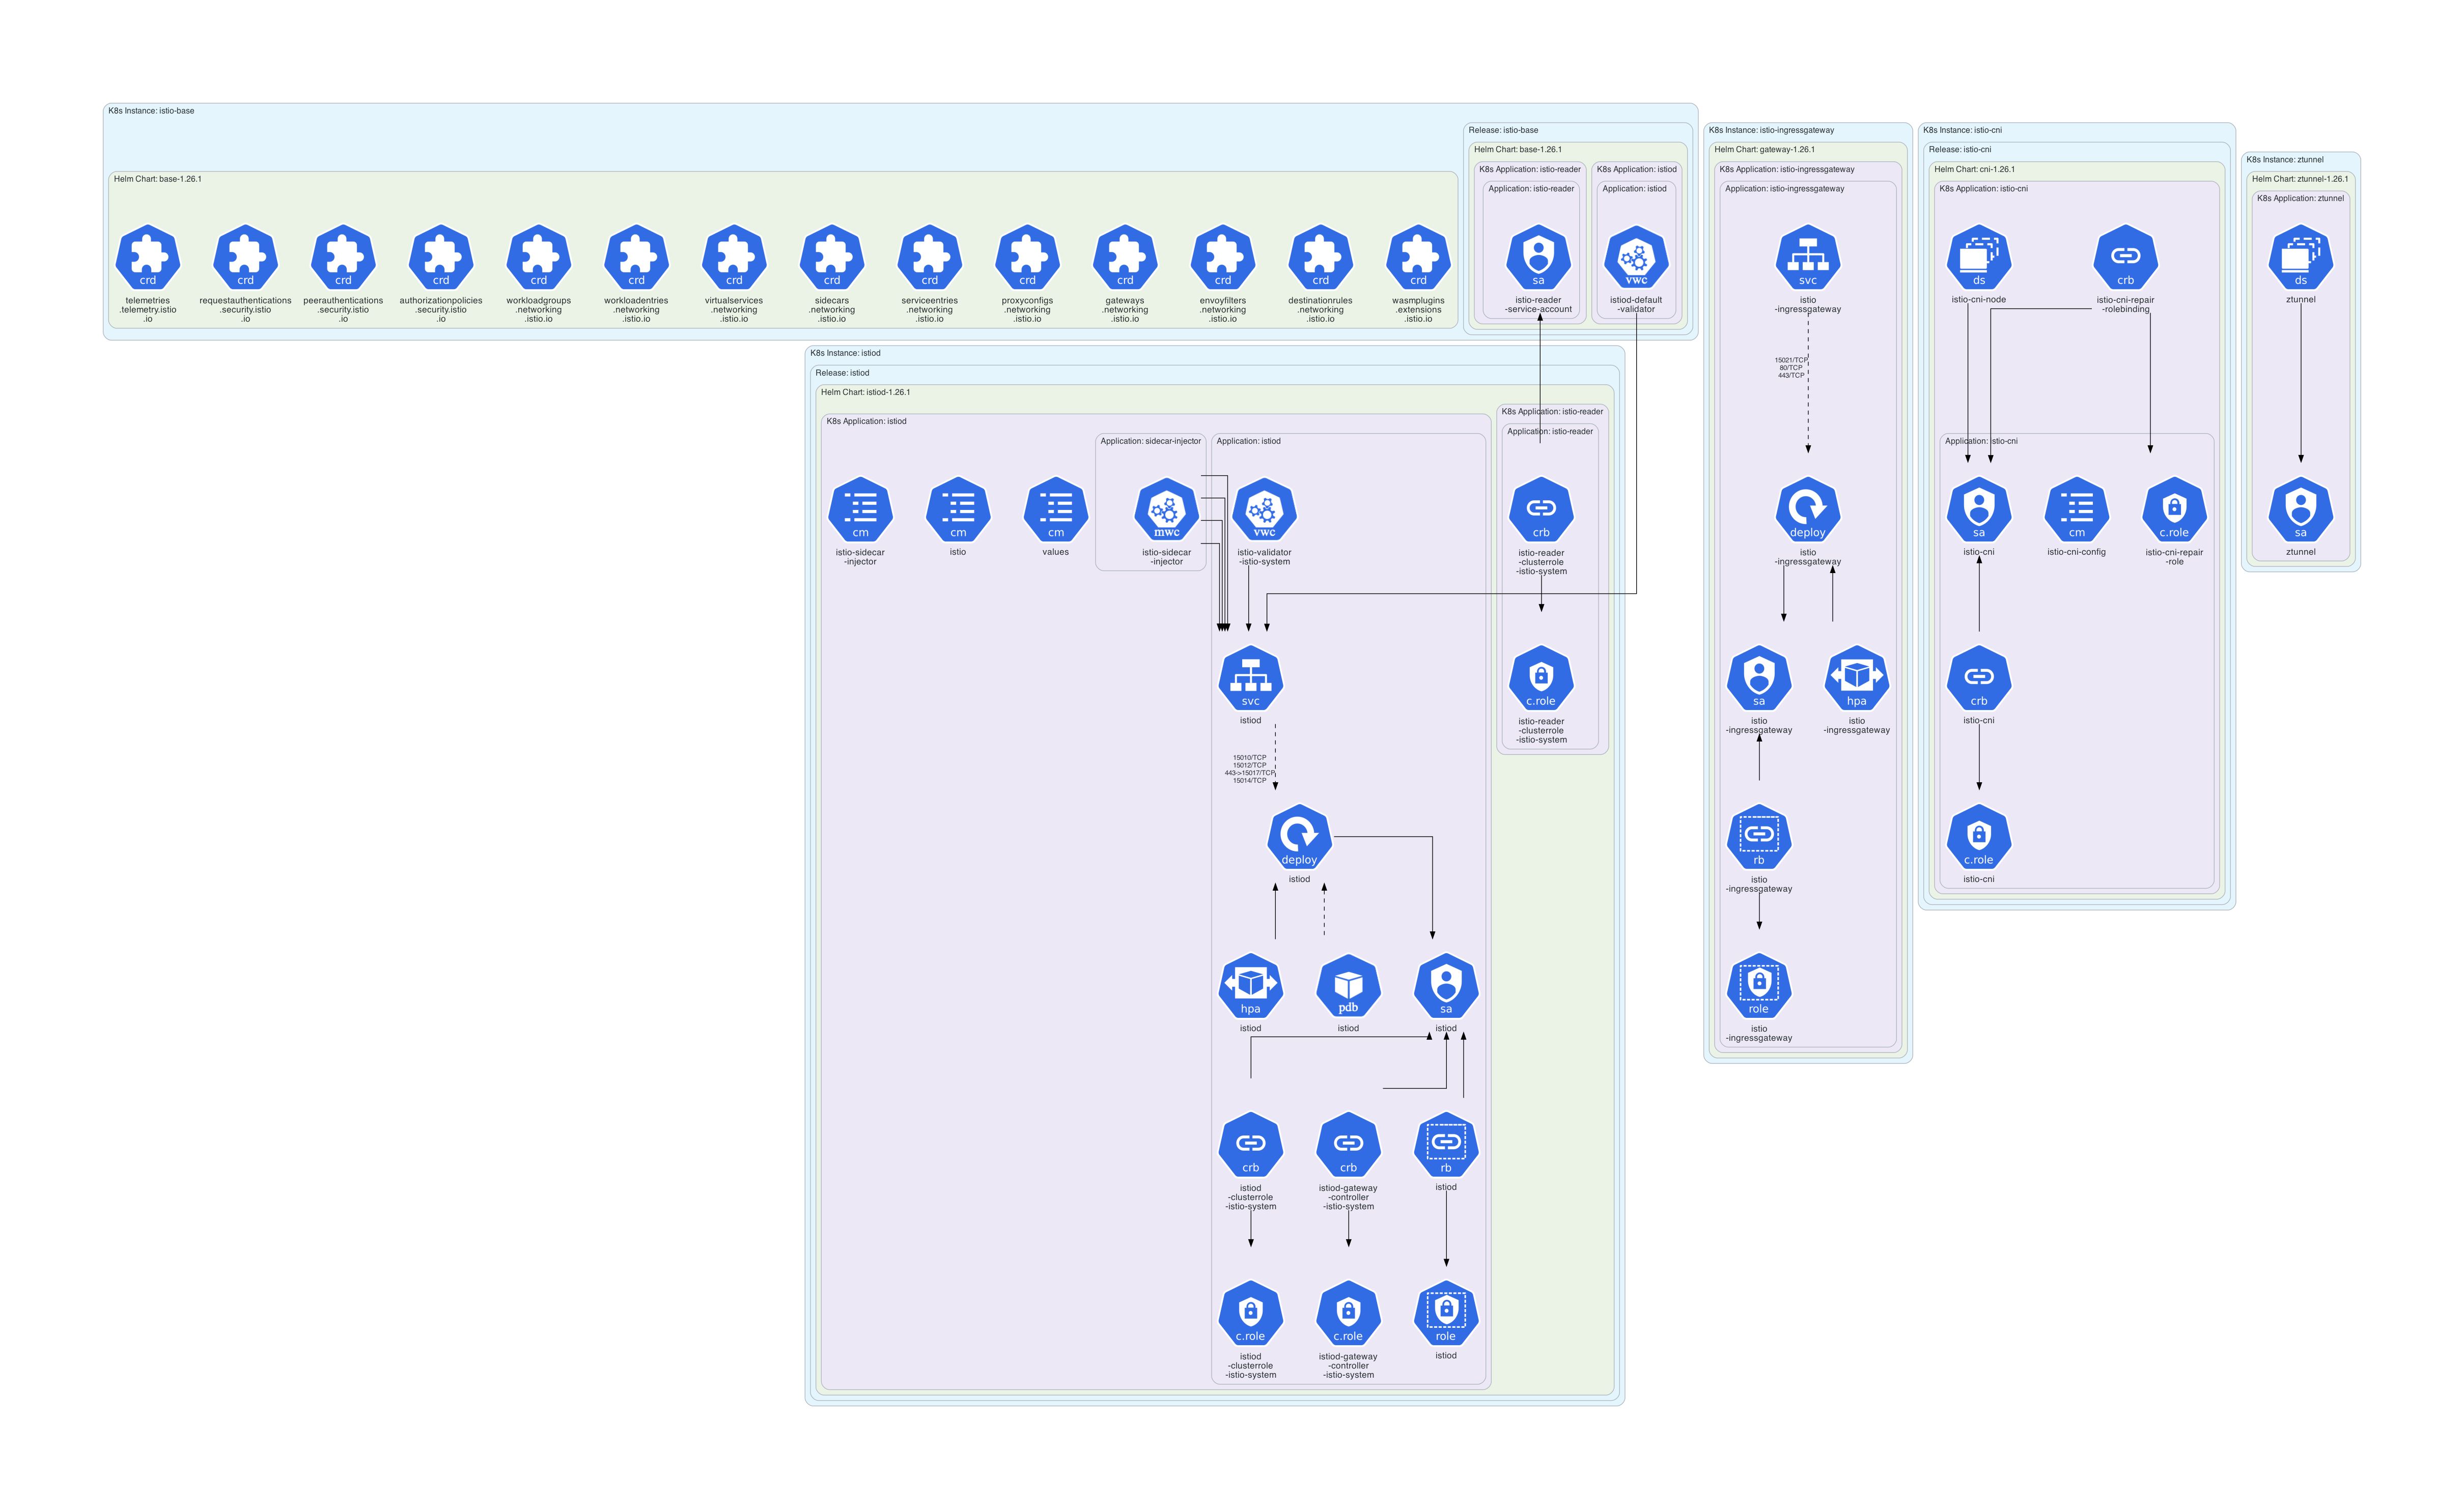 K8s Instance: istio-base
Helm Chart: base-1.26.1
crd
telemetries
.telemetry.istio
.io
crd
requestauthentications
.security.istio
.io
crd
peerauthentications
.security.istio
.io
crd
authorizationpolicies
.security.istio
.io
crd
workloadgroups
.networking
.istio.io
crd
workloadentries
.networking
.istio.io
crd
virtualservices
.networking
.istio.io
crd
sidecars
.networking
.istio.io
crd
serviceentries
.networking
.istio.io
crd
proxyconfigs
.networking
.istio.io
crd
gateways
.networking
.istio.io
crd
envoyfilters
.networking
.istio.io
crd
destinationrules
.networking
.istio.io
crd
wasmplugins
.extensions
.istio.io
Release: istio-base
Helm Chart: base-1.26.1
K8s Application: istio-reader
Application: istio-reader
sa
istio-reader
-service-account
K8s Application: istiod
Application: istiod
vwc
istiod-default
-validator
K8s Instance: istiod
Release: istiod
Helm Chart: istiod-1.26.1
K8s Application: istiod
cm
istio-sidecar
-injector
cm
istio
cm
values
Application: sidecar-injector
mwc
istio-sidecar
-injector
Application: istiod
vwc
istio-validator
-istio-system
svc
istiod
15010/TCP
15012/TCP
443->15017/TCP
15014/TCP
deploy
istiod
hpa
istiod
pdb
istiod
sa
istiod
crb
istiod
-clusterrole
-istio-system
crb
istiod-gateway
-controller
-istio-system
rb
istiod
c.role
istiod
-clusterrole
-istio-system
c.role
istiod-gateway
-controller
-istio-system
role
istiod
K8s Application: istio-reader
Application: istio-reader
crb
istio-reader
-clusterrole
-istio-system
c.role
istio-reader
-clusterrole
-istio-system
K8s Instance: istio-ingressgateway
Helm Chart: gateway-1.26.1
K8s Application: istio-ingressgateway
Application: istio-ingressgateway
svc
istio
-ingressgateway
15021/TCP
80/TCP
443/TCP
deploy
istio
-ingressgateway
sa
istio
-ingressgateway
hpa
istio
-ingressgateway
rb
istio
-ingressgateway
role
istio
-ingressgateway
K8s Instance: istio-cni
Release: istio-cni
Helm Chart: cni-1.26.1
K8s Application: istio-cni
ds
istio-cni-node
crb
istio-cni-repair
-rolebinding
Application: istio-cni
sa
istio-cni
cm
istio-cni-config
c.role
istio-cni-repair
-role
crb
istio-cni
c.role
istio-cni
K8s Instance: ztunnel
Helm Chart: ztunnel-1.26.1
K8s Application: ztunnel
ds
ztunnel
sa
ztunnel